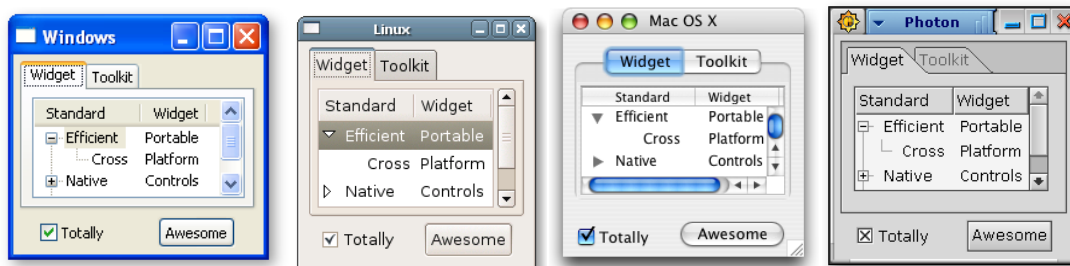 Windows
Widget Toolkit
Standard Widget
Efficient Portable
Cross Platform
Native Controls
Totally Awesome
Linux
Widget Toolkit
Standard Widget
Efficient Portable
Cross Platform
Native Controls
Totally Awesome
Mac OS X
Widget Toolkit
Standard Widget
Efficient Portable
Cross Platform
Native Controls
Totally Awesome
Photon
Widget Toolkit
Standard Widget
Efficient Portable
Cross Platform
Native Controls
Totally Awesome